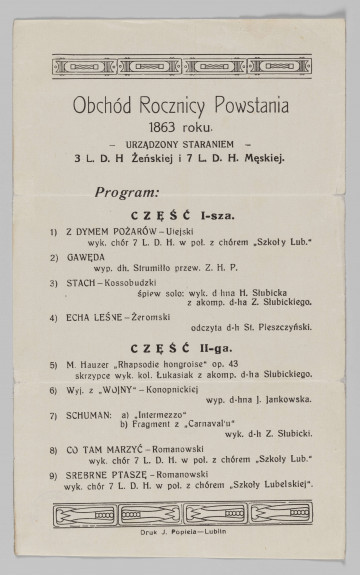 Obchód Rocznicy Powstania
1863 roku.
– URZĄDZONY STARANIEM –
3 L. D. H Żeńskiej i 7 L. D. H. Męskiej.
Program:
CZĘŚĆ I-sza.
1) Z DYMEM POŻARÓW – Ujejski
wyk. chór 7 L. D. H. w poł. z chórem „Szkoły Lub.“
2) GAWĘDA
wyp. dh. Strumiłło przew. Z. H. P.
3) STACH – Kossobudzki
śpiew solo: wyk. d hna H. Słubicka
z akomp. d-ha Z. Słubickiego.
4) ECHA LEŚNE – Żeromski
odczyta d-h St. Pieszczyński.
CZĘŚĆ II-ga.
5) M. Hauzer „Rhapsodie hongroise“ op. 43
skrzypce wyk. kol. Łukasiak z akomp. d-ha Słubickiego.
6) Wyj. z „WOJNY“ – Konopnickiej
wyp. d-hna J. Jankowska.
7) SCHUMAN: a) „Intermezzo“
b) Fragment z „Carnaval'u“
wyk. d-h Z. Słubicki.
8) CO TAM MARZYĆ – Romanowski
wyk. chór 7 L. D. H. w poł. z chórem „Szkoły Lub.“
9) SREBRNE PTASZĘ – Romanowski
wyk. chór 7 L. D. H. w poł. z chórem „Szkoły Lubelskiej“.
Druk J. Popiela—Lublin